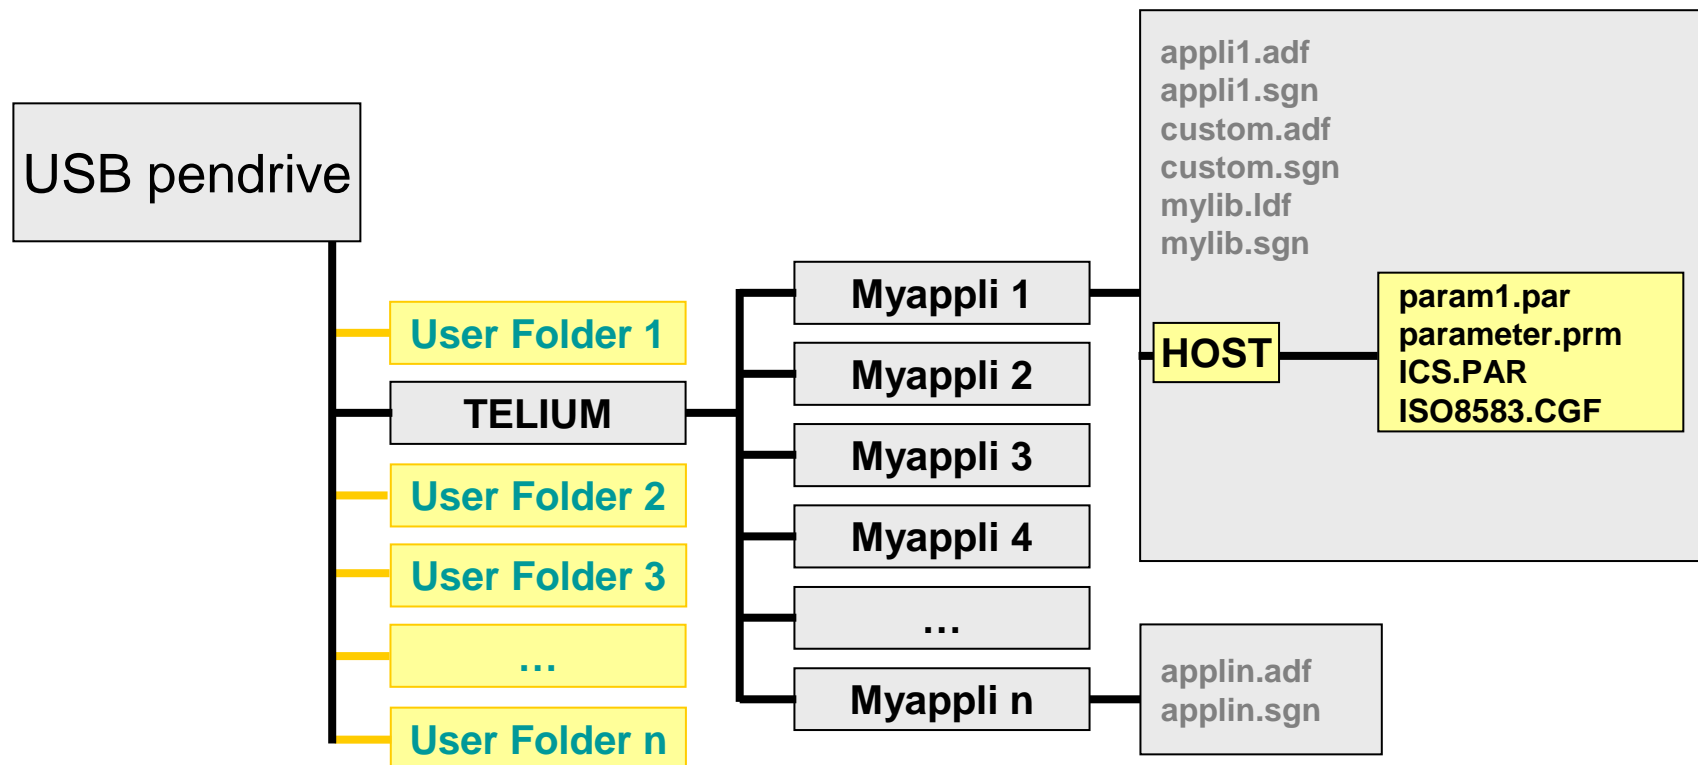 USB pendrive
User Folder 1
TELIUM
User Folder 2
User Folder 3
…
User Folder n
Myappli 1
Myappli 2
Myappli 3
Myappli 4
…
Myappli n
appli1.adf
appli1.sgn
custom.adf
custom.sgn
mylib.ldf
mylib.sgn
HOST
param1.par
parameter.prm
ICS.PAR
ISO8583.CGF
applin.adf
applin.sgn